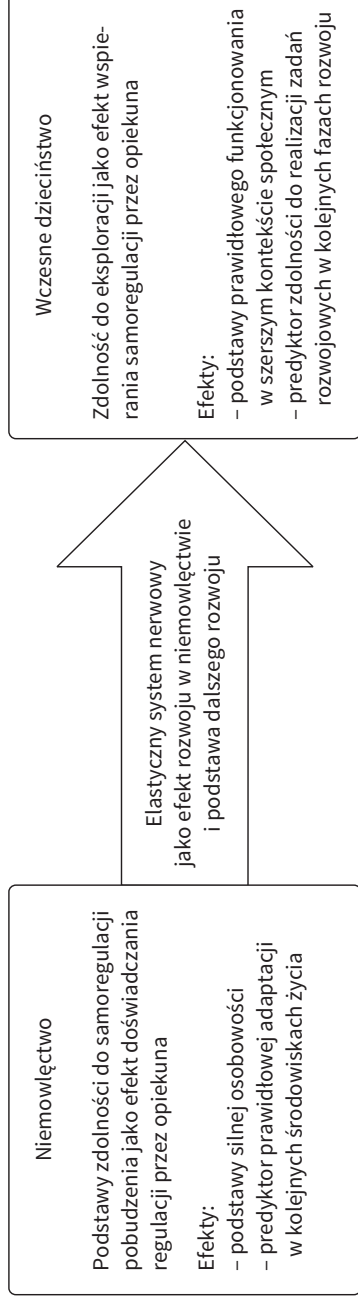 Niemowlęctwo
Podstawy zdolności do samoregulacji
pobudzenia jako efekt doświadczania
regulacji przez opiekuna
Efekty:
– podstawy silnej osobowości
– predyktor prawidłowej adaptacji
w kolejnych środowiskach życia
Elastyczny system nerwowy
jako efekt rozwoju w niemowlęctwie
i podstawa dalszego rozwoju
Wczesne dzieciństwo
Zdolność do eksploracji jako efekt wspie-
rania samoregulacji przez opiekuna
Efekty:
– podstawy prawidłowego funkcjonowania
w szerszym kontekście społecznym
– predyktor zdolności do realizacji zadań
rozwojowych w kolejnych fazach rozwoju